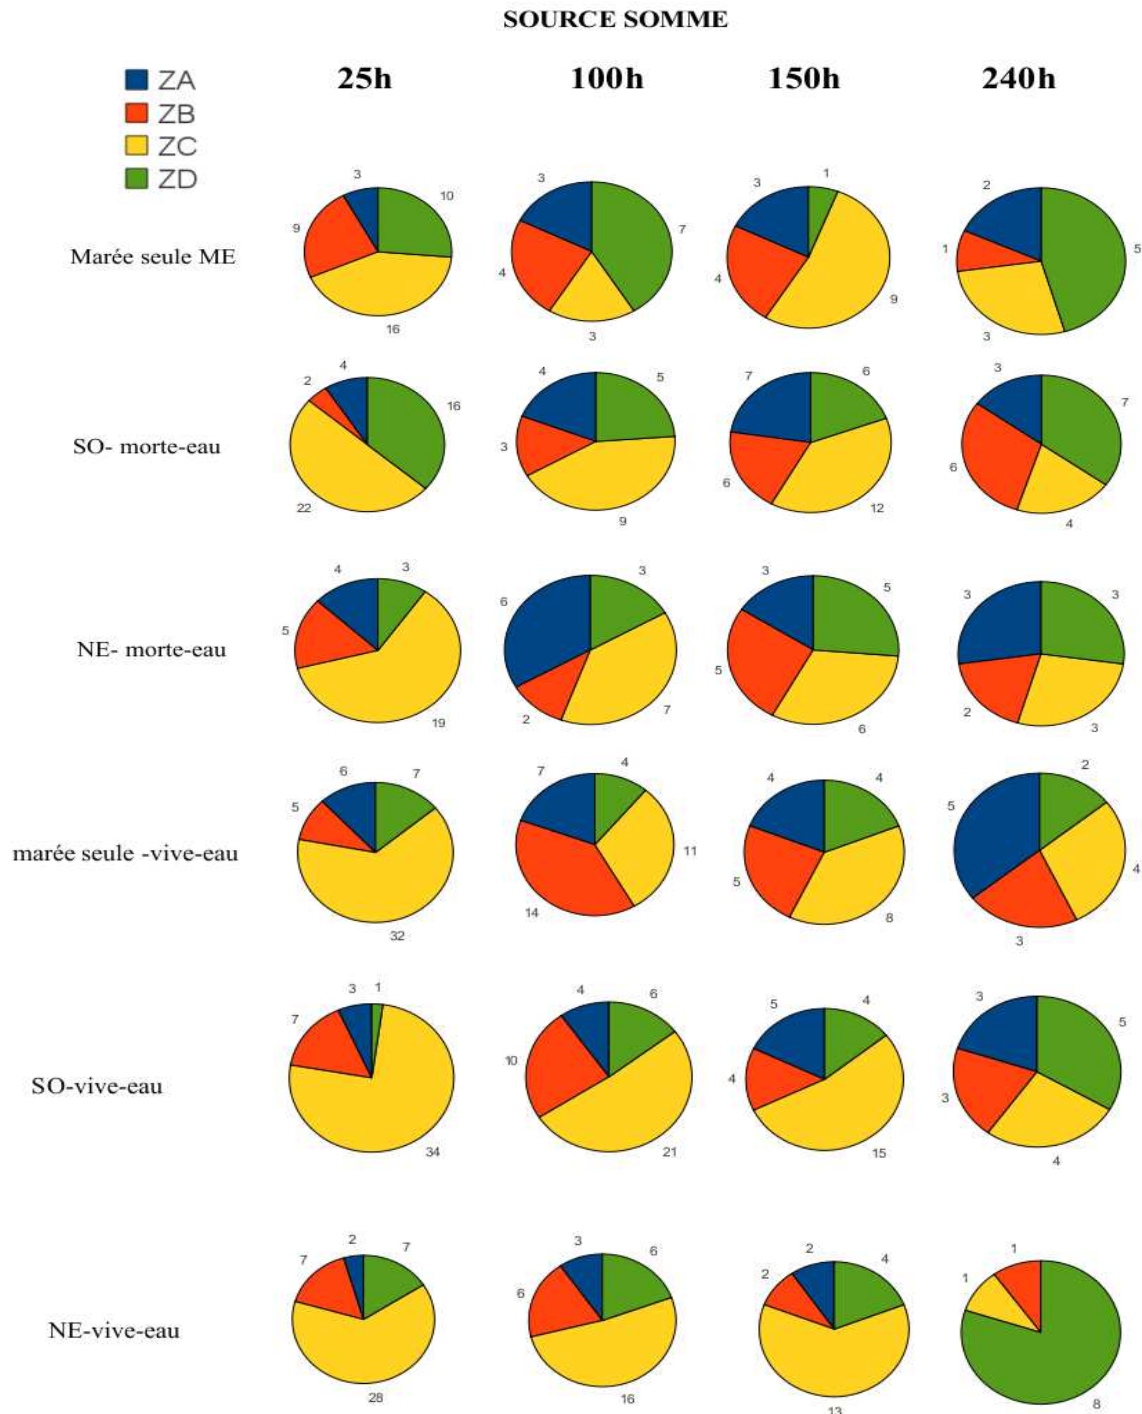 SOURCE SOMME
25h 100h 150h 240h
ZA
ZB
ZC
ZD
Marée seule ME
3 10 9 16
3 7 4 3
3 1 4 9
2 5 1 3
SO- morte-eau
2 4 16 22
4 5 3 9
7 6 6 12
3 7 6 4
NE- morte-eau
4 3 5 19
6 3 2 7
3 5 5 6
3 3 2 3
marée seule -vive-eau
6 7 5 32
7 4 11 14
4 4 5 8
2 5 4 3
SO-vive-eau
3 1 7 34
4 6 10 21
5 4 4 15
3 5 3 4
NE-vive-eau
2 7 7 28
3 6 6 16
2 4 2 13
1 1 8